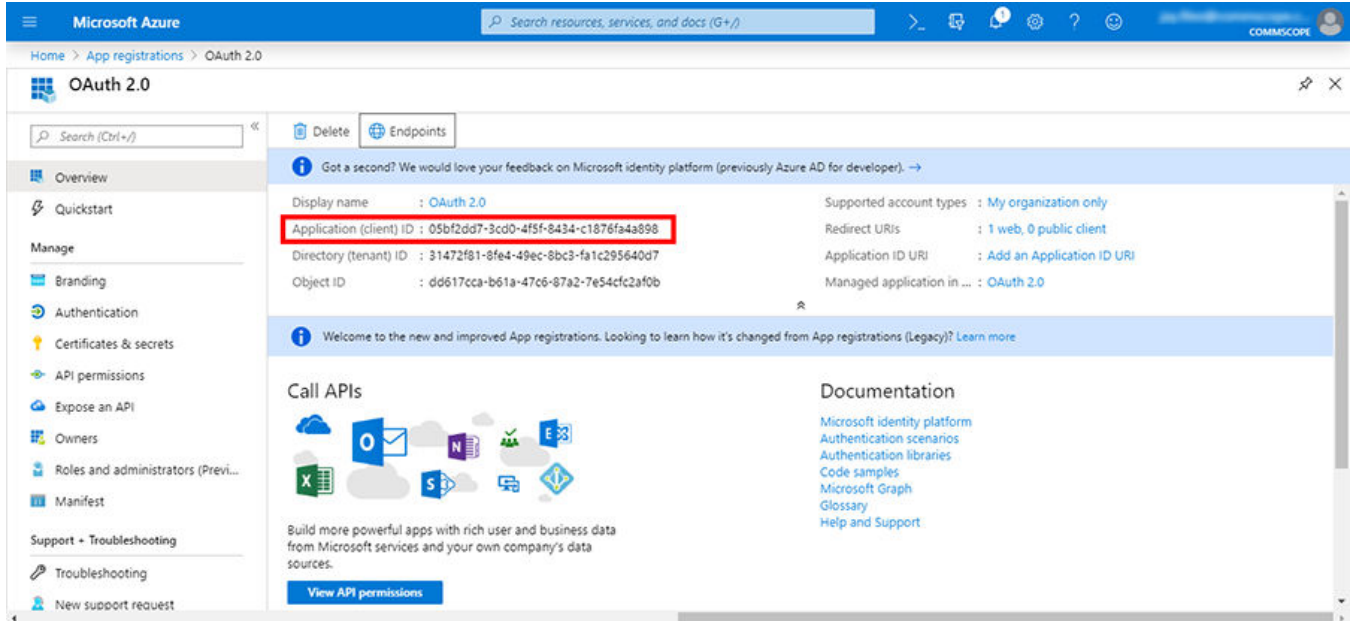 Microsoft Azure
Search resources, services, and docs (G+/)
1
COMMSCOPE
Home > App registrations > OAuth 2.0
OAuth 2.0
Search (Ctrl+/)
Overview
Quickstart
Manage
Branding
Authentication
Certificates & secrets
API permissions
Expose an API
Owners
Roles and administrators (Previ...
Manifest
Support + Troubleshooting
Troubleshooting
New support request
Delete
Endpoints
Got a second? We would love your feedback on Microsoft identity platform (previously Azure AD for developer). →
Display name : OAuth 2.0
Application (client) ID : 05bf2dd7-3cd0-4f5f-8434-c1876fa4a898
Directory (tenant) ID : 31472f81-8fe4-49ec-8bc3-fa1c295640d7
Object ID : dd617cca-b61a-47c6-87a2-7e54cfc2af0b
Supported account types : My organization only
Redirect URIs : 1 web, 0 public client
Application ID URI : Add an Application ID URI
Managed application in ... : OAuth 2.0
Welcome to the new and improved App registrations. Looking to learn how it's changed from App registrations (Legacy)? Learn more
Call APIs
Build more powerful apps with rich user and business data
from Microsoft services and your own company's data
sources.
View API permissions
Documentation
Microsoft identity platform
Authentication scenarios
Authentication libraries
Code samples
Microsoft Graph
Glossary
Help and Support